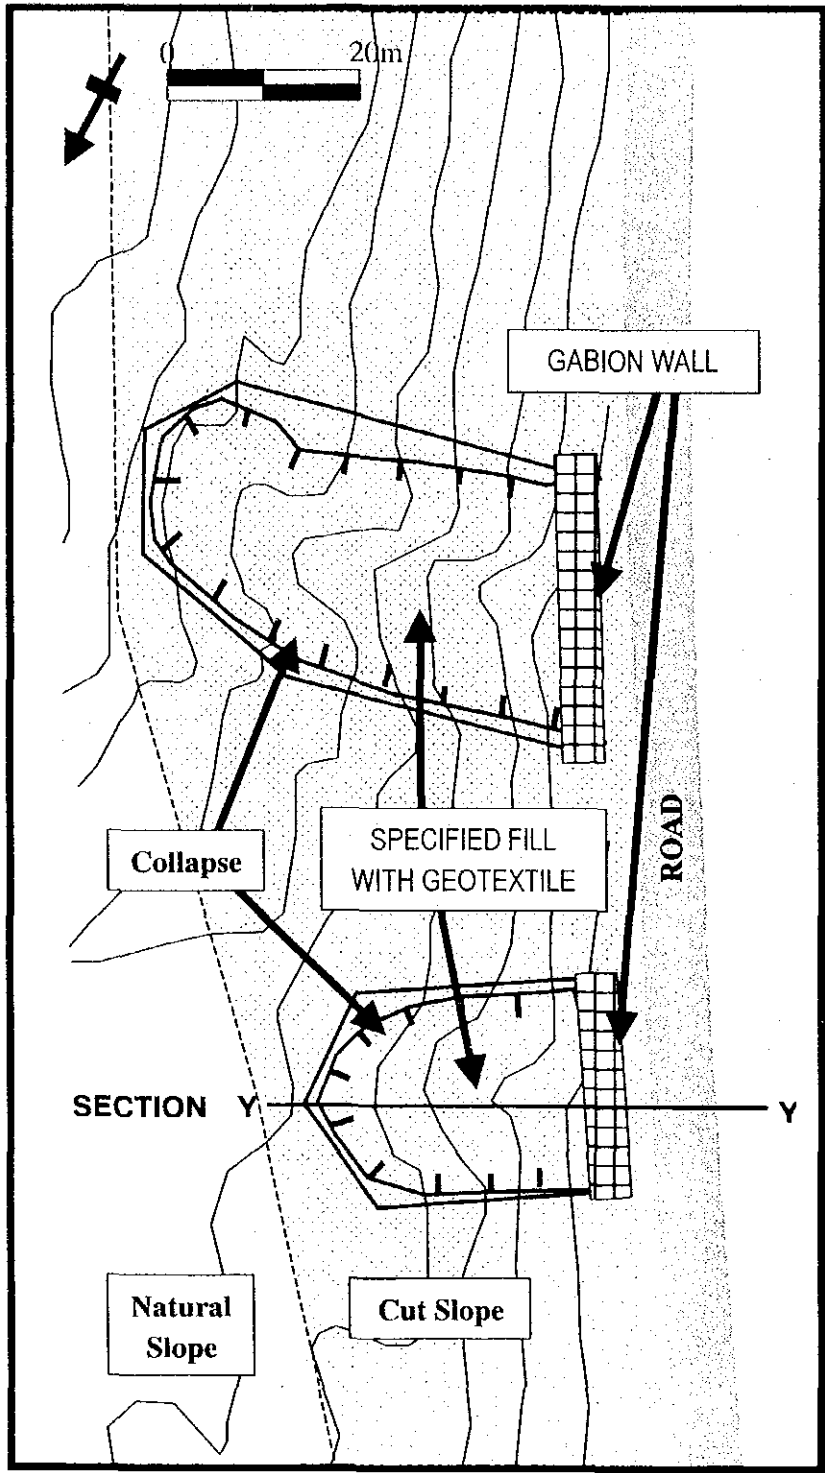 0 20m
GABION WALL
ROAD
Collapse
SPECIFIED FILL
WITH GEOTEXTILE
SECTION Y Y
Natural
Slope
Cut Slope